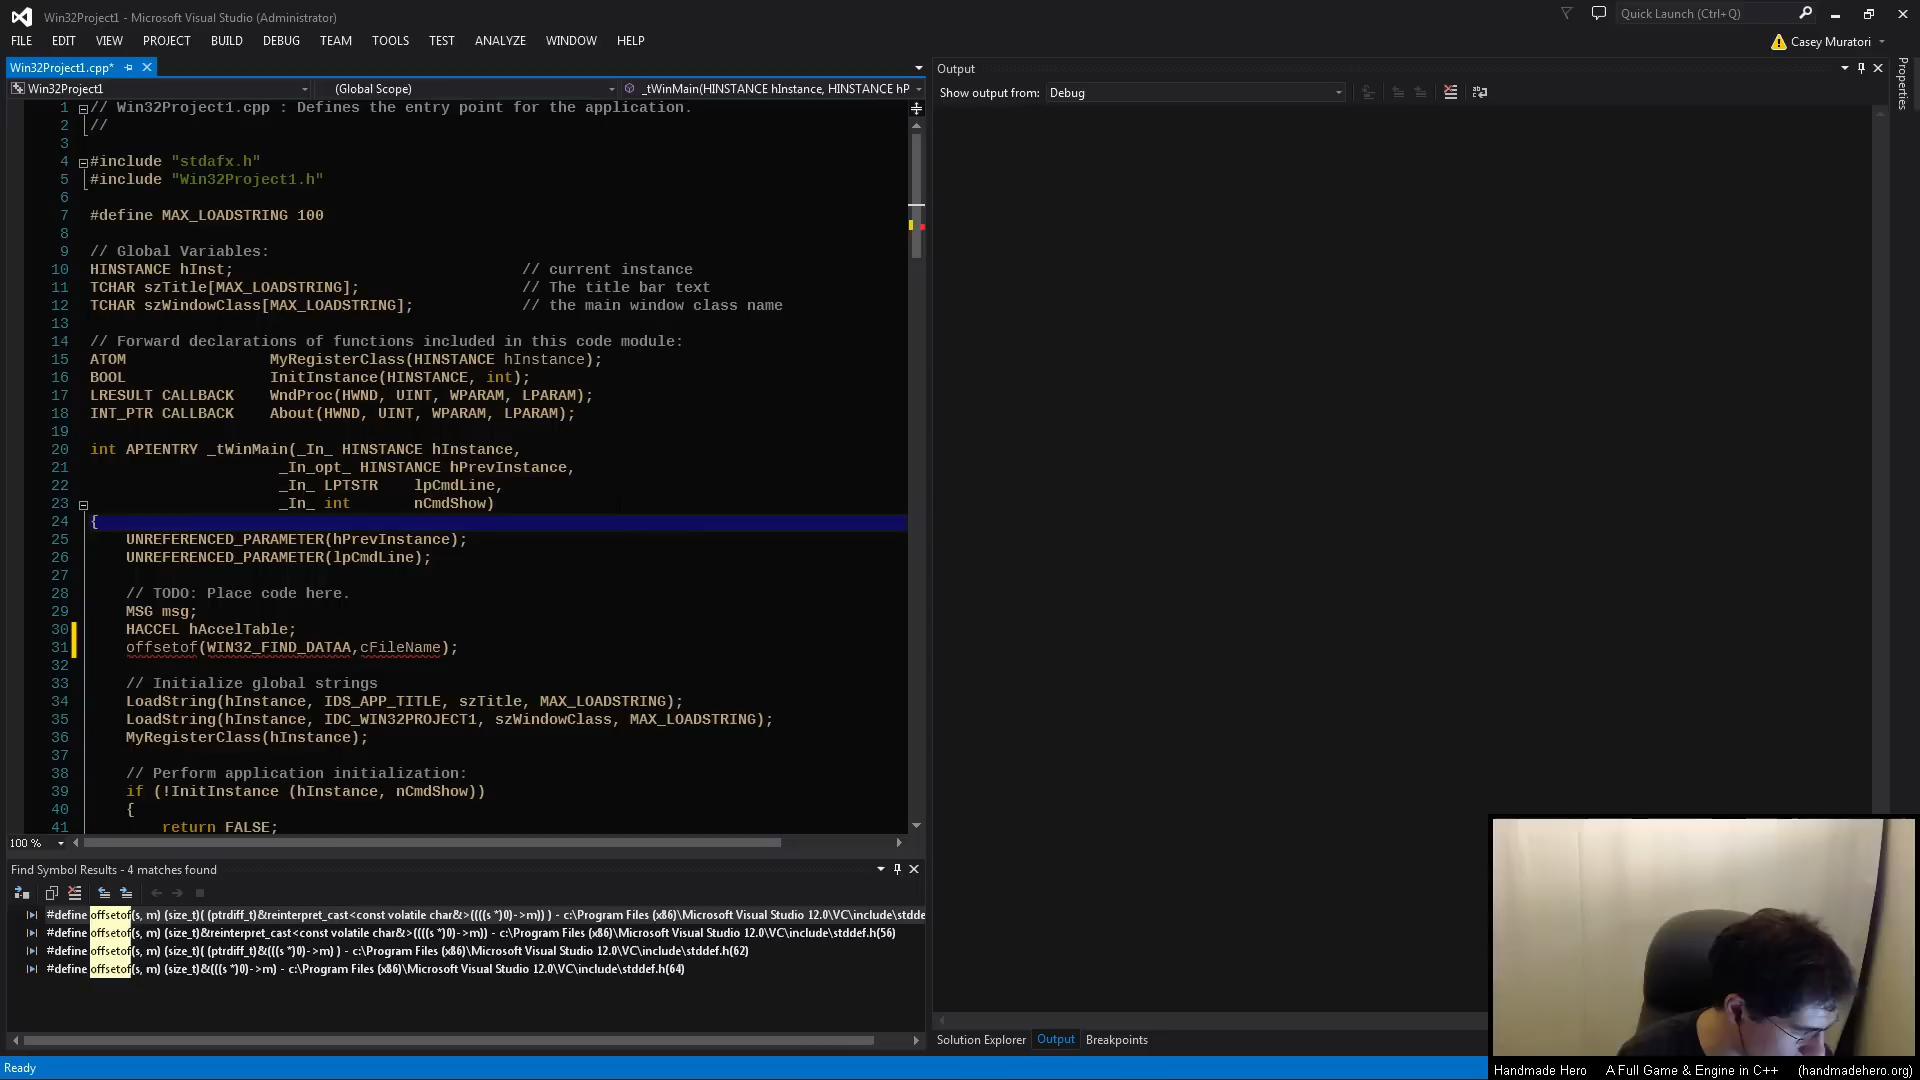 Win32Project1 - Microsoft Visual Studio (Administrator)
Quick Launch (Ctrl+Q)
FILE EDIT VIEW PROJECT BUILD DEBUG TEAM TOOLS TEST ANALYZE WINDOW HELP
Casey Muratori
Win32Project1.cpp*
Win32Project1 (Global Scope) _tWinMain(HINSTANCE hInstance, HINSTANCE hP
1 // Win32Project1.cpp : Defines the entry point for the application.
2 //
3
4 #include "stdafx.h"
5 #include "Win32Project1.h"
6
7 #define MAX_LOADSTRING 100
8
9 // Global Variables:
10 HINSTANCE hInst; // current instance
11 TCHAR szTitle[MAX_LOADSTRING]; // The title bar text
12 TCHAR szWindowClass[MAX_LOADSTRING]; // the main window class name
13
14 // Forward declarations of functions included in this code module:
15 ATOM MyRegisterClass(HINSTANCE hInstance);
16 BOOL InitInstance(HINSTANCE, int);
17 LRESULT CALLBACK WndProc(HWND, UINT, WPARAM, LPARAM);
18 INT_PTR CALLBACK About(HWND, UINT, WPARAM, LPARAM);
19
20 int APIENTRY _tWinMain(_In_ HINSTANCE hInstance,
21 _In_opt_ HINSTANCE hPrevInstance,
22 _In_ LPTSTR lpCmdLine,
23 _In_ int nCmdShow)
24 {
25 UNREFERENCED_PARAMETER(hPrevInstance);
26 UNREFERENCED_PARAMETER(lpCmdLine);
27
28 // TODO: Place code here.
29 MSG msg;
30 HACCEL hAccelTable;
31 offsetof(WIN32_FIND_DATAA,cFileName);
32
33 // Initialize global strings
34 LoadString(hInstance, IDS_APP_TITLE, szTitle, MAX_LOADSTRING);
35 LoadString(hInstance, IDC_WIN32PROJECT1, szWindowClass, MAX_LOADSTRING);
36 MyRegisterClass(hInstance);
37
38 // Perform application initialization:
39 if (!InitInstance (hInstance, nCmdShow))
40 {
41 return FALSE;
100 %
Find Symbol Results - 4 matches found
#define offsetof(s, m) (size_t)( (ptrdiff_t)&reinterpret_cast<const volatile char&>((((s *)0)->m)) ) - c:\Program Files (x86)\Microsoft Visual Studio 12.0\VC\include\stdde
#define offsetof(s, m) (size_t)&reinterpret_cast<const volatile char&>((((s *)0)->m)) - c:\Program Files (x86)\Microsoft Visual Studio 12.0\VC\include\stddef.h(56)
#define offsetof(s, m) (size_t)( (ptrdiff_t)&(((s *)0)->m) ) - c:\Program Files (x86)\Microsoft Visual Studio 12.0\VC\include\stddef.h(62)
#define offsetof(s, m) (size_t)&(((s *)0)->m) - c:\Program Files (x86)\Microsoft Visual Studio 12.0\VC\include\stddef.h(64)
Ready
Output
Show output from: Debug
Properties
Solution Explorer Output Breakpoints
Handmade Hero A Full Game & Engine in C++ (handmadehero.org)